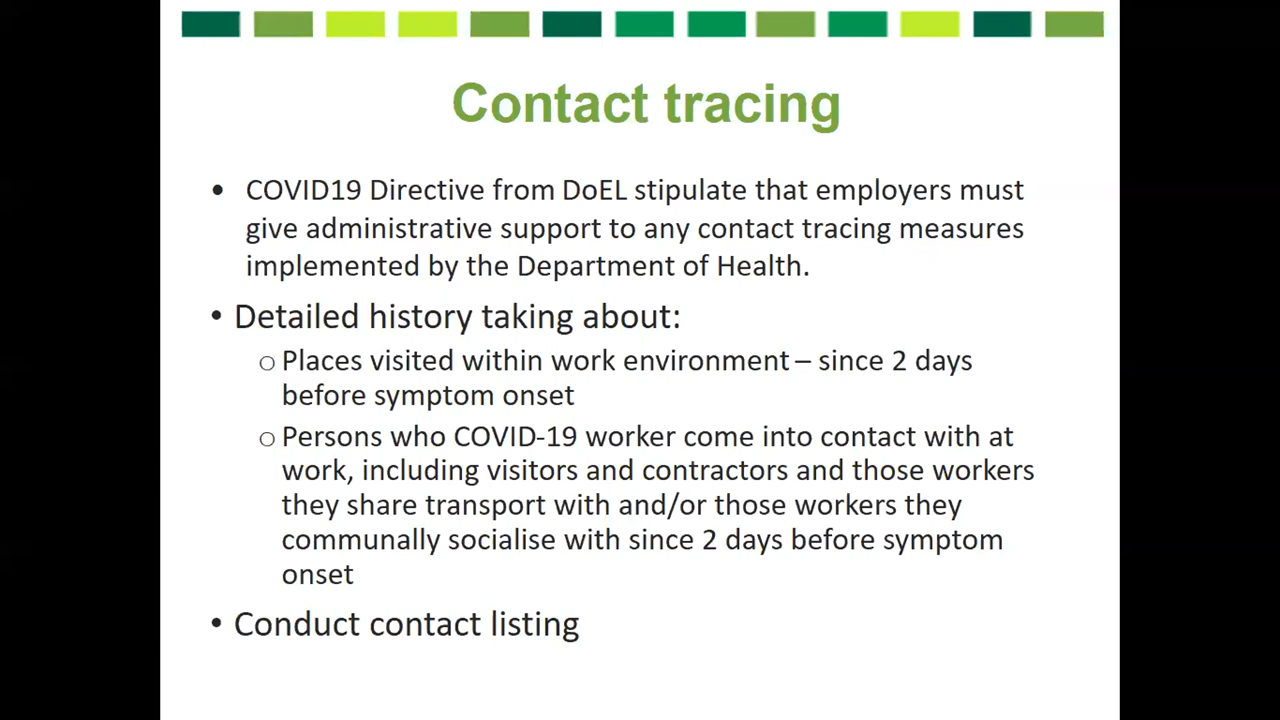 Contact tracing
• COVID19 Directive from DoEL stipulate that employers must
give administrative support to any contact tracing measures
implemented by the Department of Health.
• Detailed history taking about:
o Places visited within work environment – since 2 days
before symptom onset
o Persons who COVID-19 worker come into contact with at
work, including visitors and contractors and those workers
they share transport with and/or those workers they
communally socialise with since 2 days before symptom
onset
• Conduct contact listing